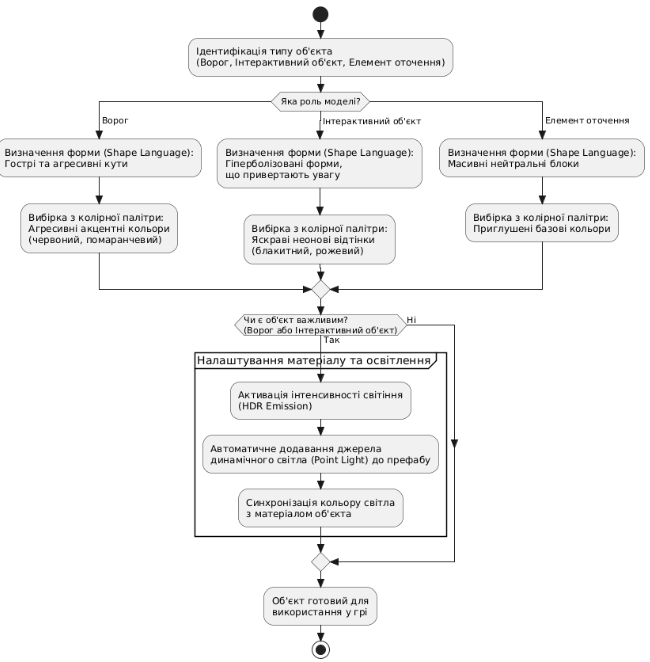 Ідентифікація типу об'єкта
(Ворог, Інтерактивний об'єкт, Елемент оточення)
Яка роль моделі?
Ворог
Інтерактивний об'єкт
Елемент оточення
Визначення форми (Shape Language):
Гострі та агресивні кути
Визначення форми (Shape Language):
Гіперболізовані форми,
що привертають увагу
Визначення форми (Shape Language):
Масивні нейтральні блоки
Вибірка з колірної палітри:
Агресивні акцентні кольори
(червоний, помаранчевий)
Вибірка з колірної палітри:
Яскраві неонові відтінки
(блакитний, рожевий)
Вибірка з колірної палітри:
Приглушені базові кольори
Чи є об'єкт важливим?
(Ворог або Інтерактивний об'єкт)
Ні
Так
Налаштування матеріалу та освітлення
Активація інтенсивності світіння
(HDR Emission)
Автоматичне додавання джерела
динамічного світла (Point Light) до префабу
Синхронізація кольору світла
з матеріалом об'єкта
Об'єкт готовий для
використання у грі